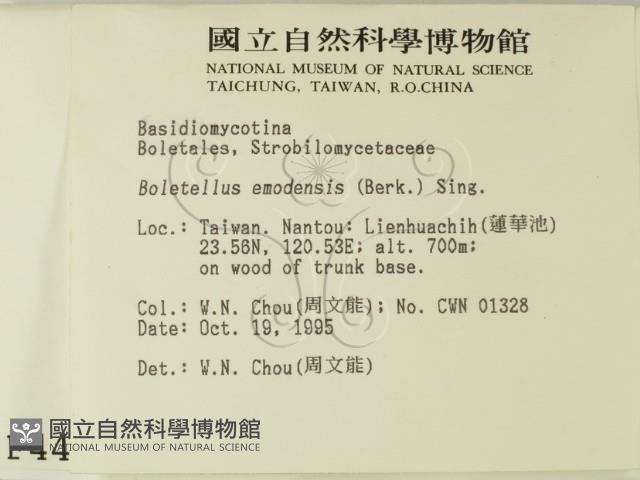 國立自然科學博物館
NATIONAL MUSEUM OF NATURAL SCIENCE
TAICHUNG, TAIWAN, R.O.CHINA
Basidiomycotina
Boletales, Strobilomycetaceae
Boletellus emodensis (Berk.) Sing.
Loc.: Taiwan. Nantou: Lienhuachih(蓮華池)
23.56N, 120.53E; alt. 700m;
on wood of trunk base.
Col.: W.N. Chou(周文能); No. CWN 01328
Date: Oct. 19, 1995
Det.: W.N. Chou(周文能)
國立自然科學博物館
NATIONAL MUSEUM OF NATURAL SCIENCE